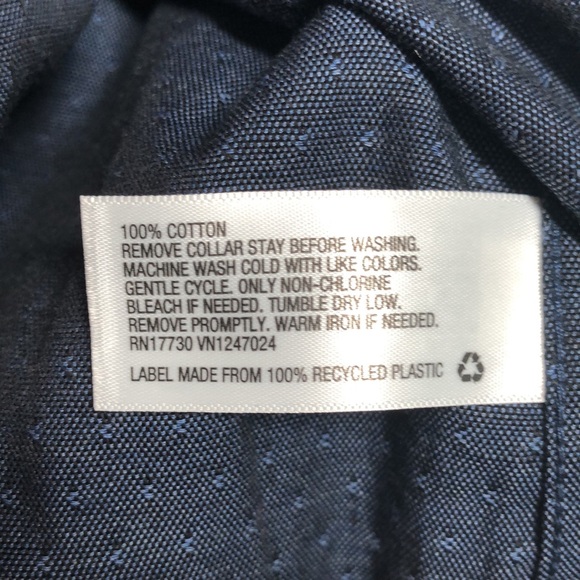 100% COTTON
REMOVE COLLAR STAY BEFORE WASHING.
MACHINE WASH COLD WITH LIKE COLORS.
GENTLE CYCLE. ONLY NON-CHLORINE
BLEACH IF NEEDED. TUMBLE DRY LOW.
REMOVE PROMPTLY. WARM IRON IF NEEDED.
RN17730 VN1247024
LABEL MADE FROM 100% RECYCLED PLASTIC